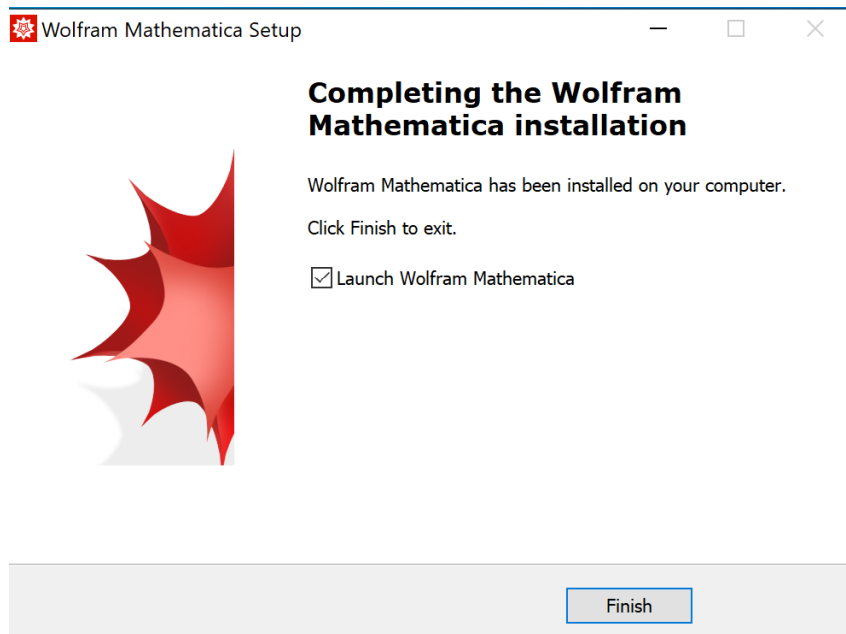 Wolfram Mathematica Setup
Completing the Wolfram
Mathematica installation
Wolfram Mathematica has been installed on your computer.
Click Finish to exit.
Launch Wolfram Mathematica
Finish